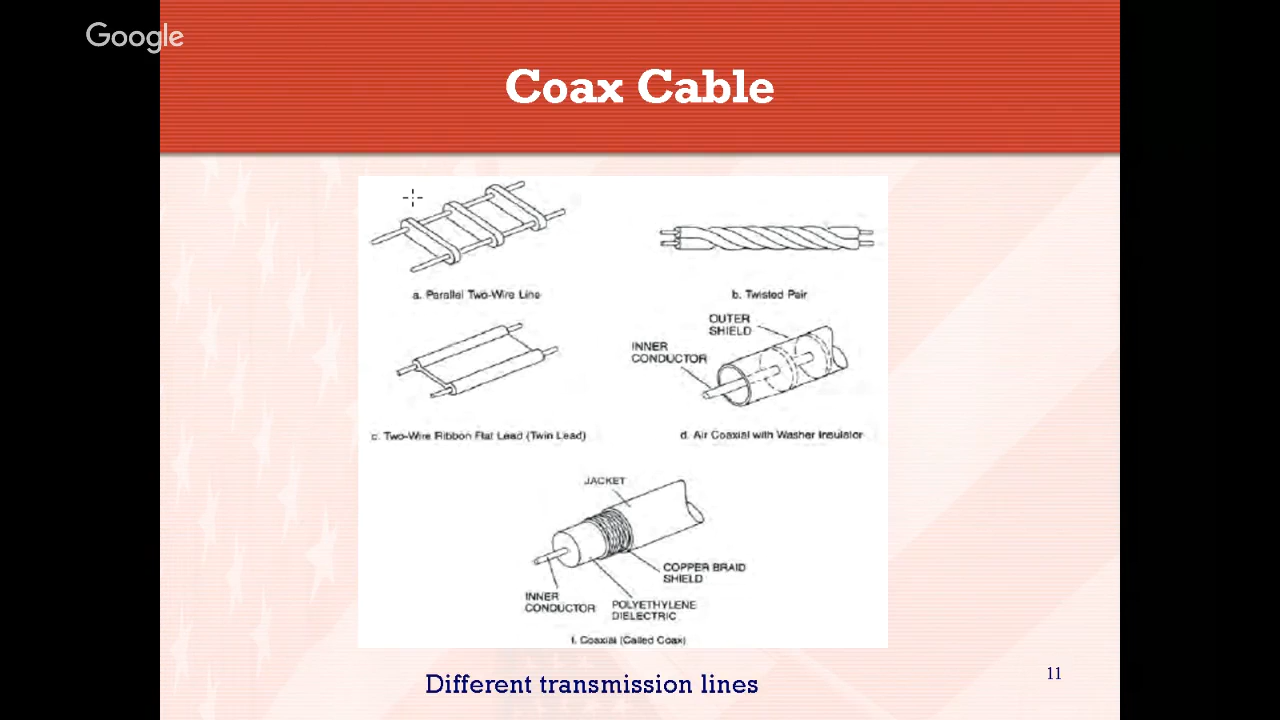 Google
Coax Cable
a. Parallel Two-Wire Line
b. Twisted Pair
OUTER
SHIELD
INNER
CONDUCTOR
c. Two-Wire Ribbon Flat Lead (Twin Lead)
d. Air Coaxial with Washer Insulator
JACKET
COPPER BRAID
SHIELD
INNER
CONDUCTOR
POLYETHYLENE
DIELECTRIC
f. Coaxial (Called Coax)
Different transmission lines
11